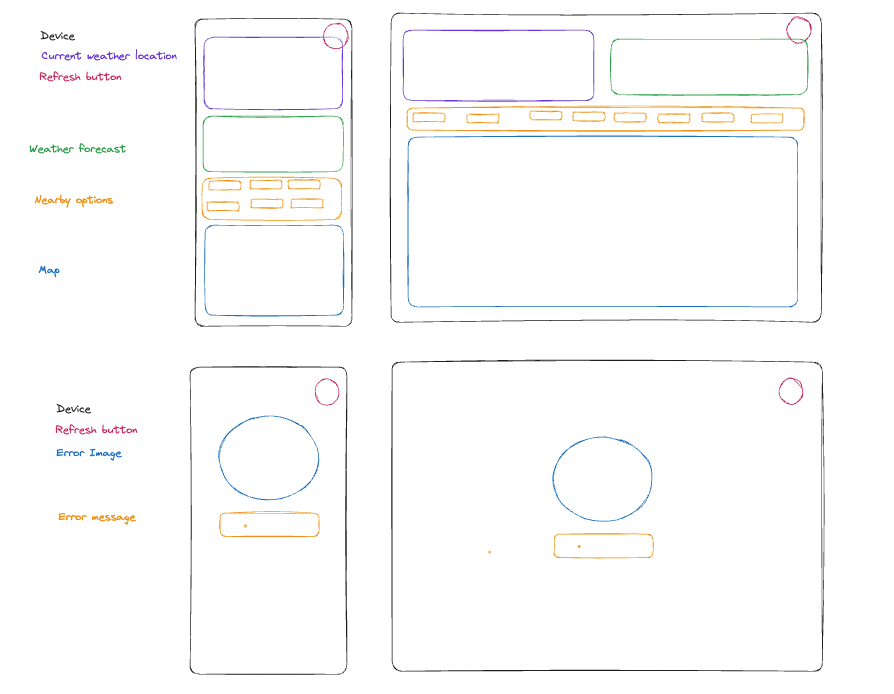 Device
Current weather location
Refresh button
Weather forecast
Nearby options
Map
Device
Refresh button
Error Image
Error message